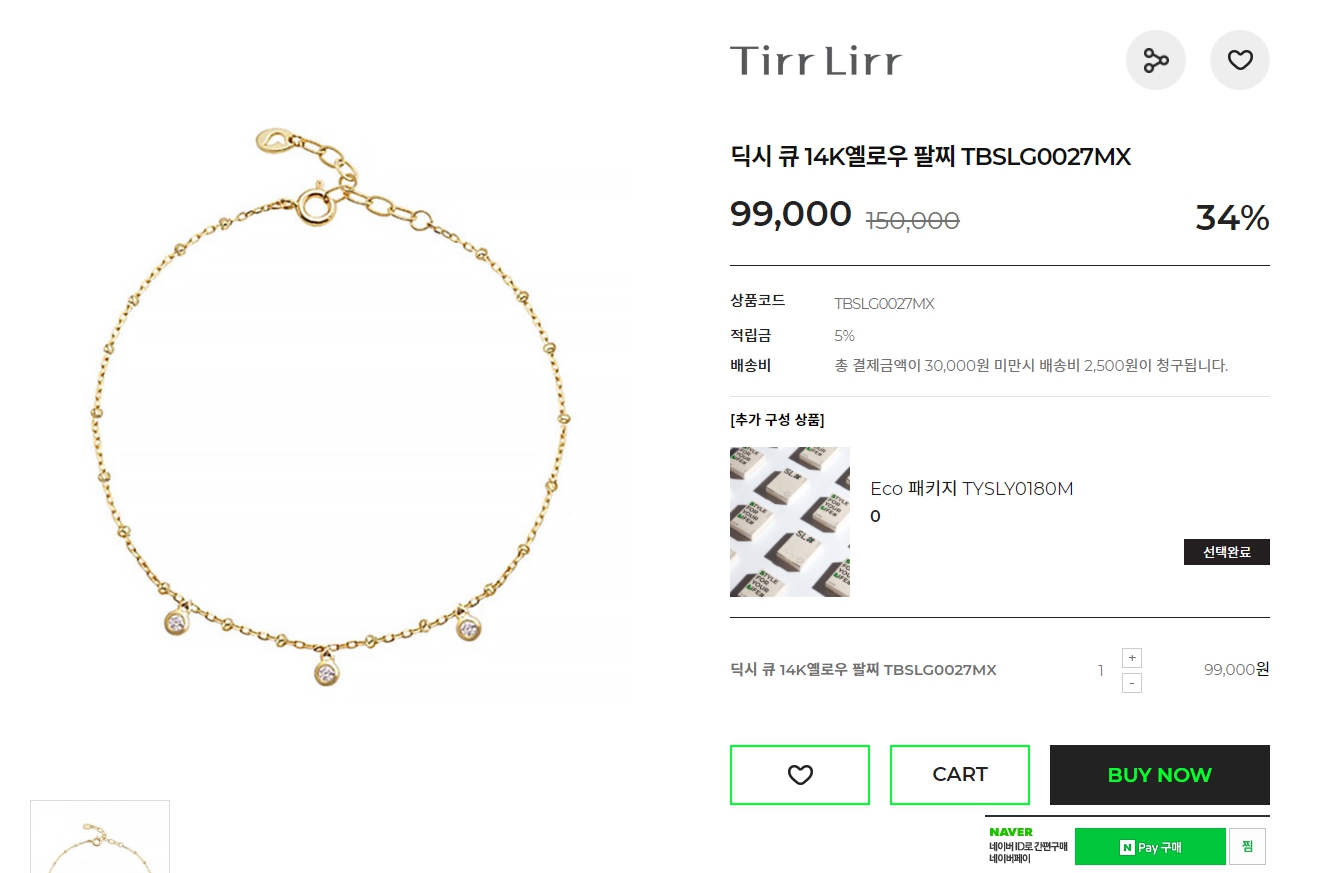 Tirr Lirr
딕시 큐 14K옐로우 팔찌 TBSLG0027MX
99,000 150,000 34%
상품코드 TBSLG0027MX
적립금 5%
배송비 총 결제금액이 30,000원 미만시 배송비 2,500원이 청구됩니다.
[추가 구성 상품]
Eco 패키지 TYSLY0180M
0
선택완료
STYLE
FOR
YOUR
LIFE#
SL#
딕시 큐 14K옐로우 팔찌 TBSLG0027MX 1 + - 99,000원
CART
BUY NOW
NAVER
네이버 ID로 간편구매
네이버페이
N Pay 구매
찜